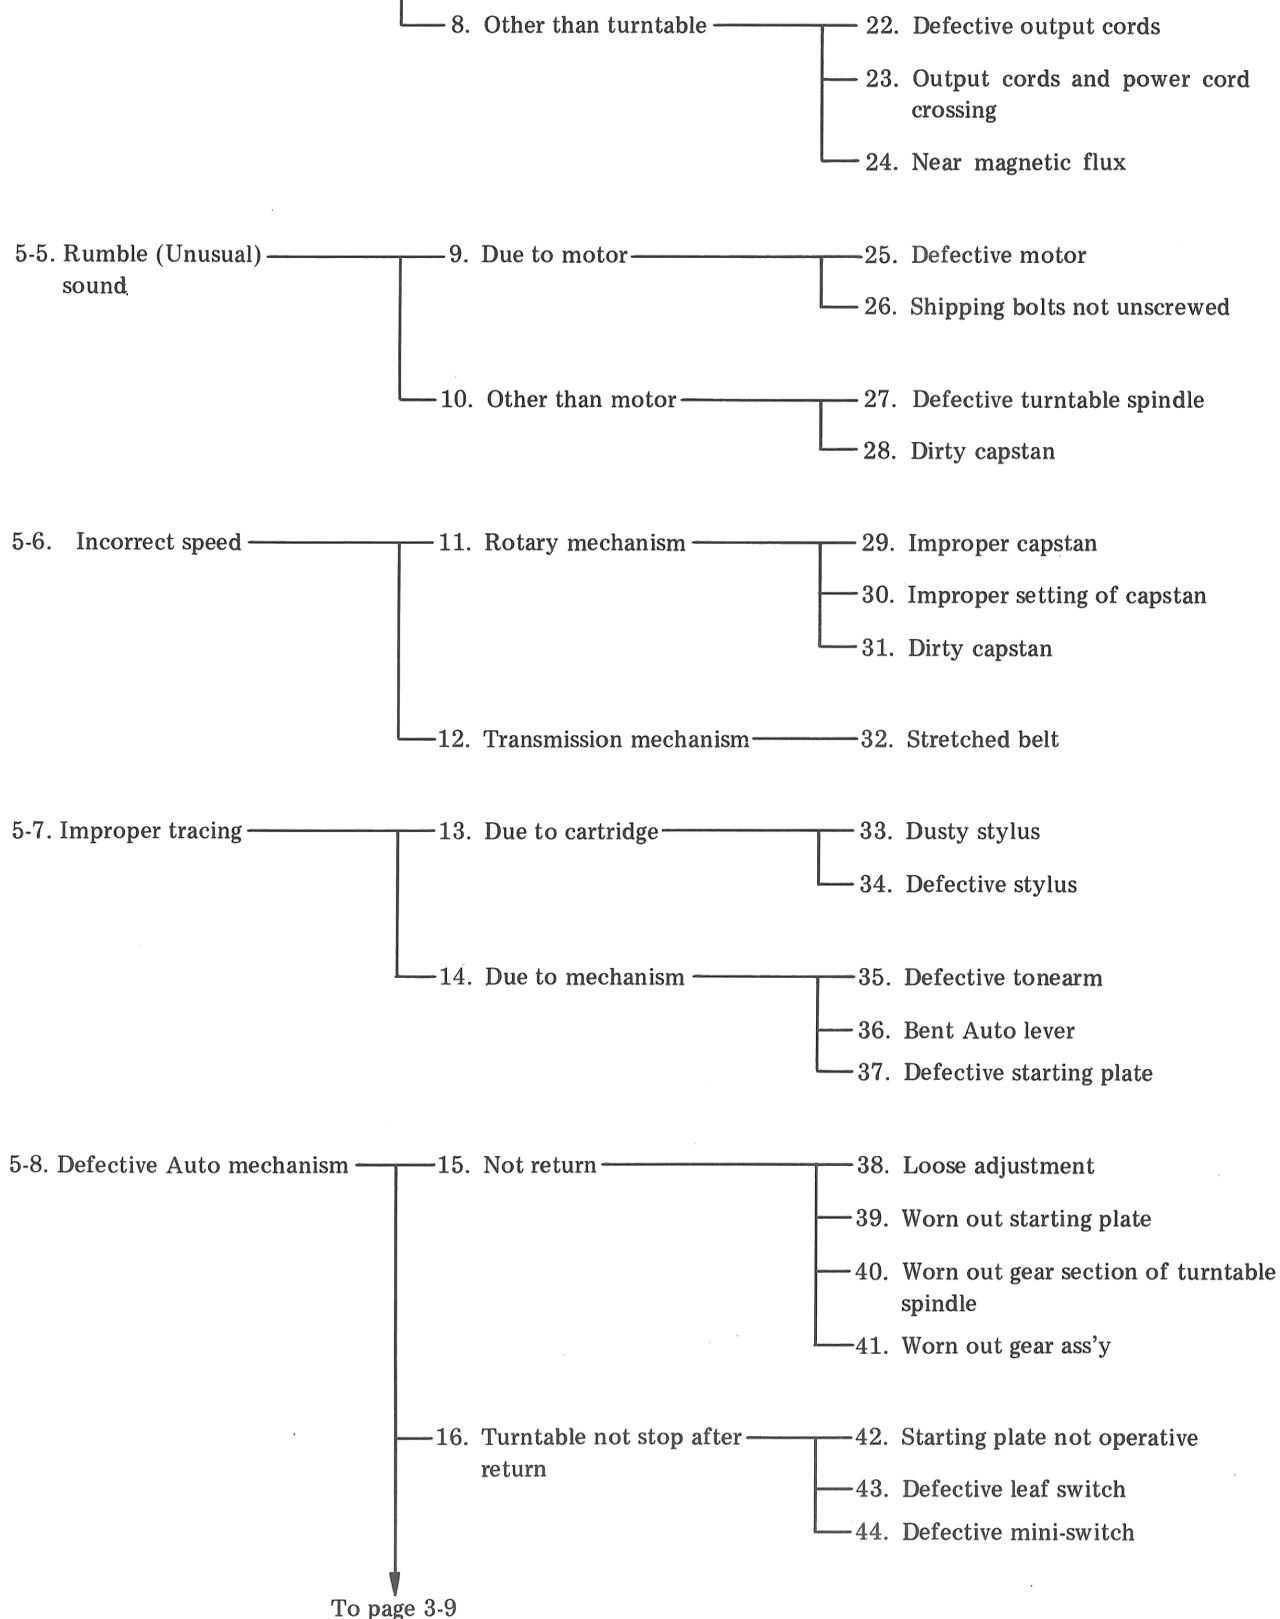 8. Other than turntable
22. Defective output cords
23. Output cords and power cord
crossing
24. Near magnetic flux
5-5. Rumble (Unusual)
sound
9. Due to motor
25. Defective motor
26. Shipping bolts not unscrewed
10. Other than motor
27. Defective turntable spindle
28. Dirty capstan
5-6. Incorrect speed
11. Rotary mechanism
29. Improper capstan
30. Improper setting of capstan
31. Dirty capstan
12. Transmission mechanism
32. Stretched belt
5-7. Improper tracing
13. Due to cartridge
33. Dusty stylus
34. Defective stylus
14. Due to mechanism
35. Defective tonearm
36. Bent Auto lever
37. Defective starting plate
5-8. Defective Auto mechanism
15. Not return
38. Loose adjustment
39. Worn out starting plate
40. Worn out gear section of turntable
spindle
41. Worn out gear ass'y
16. Turntable not stop after
return
42. Starting plate not operative
43. Defective leaf switch
44. Defective mini-switch
To page 3-9